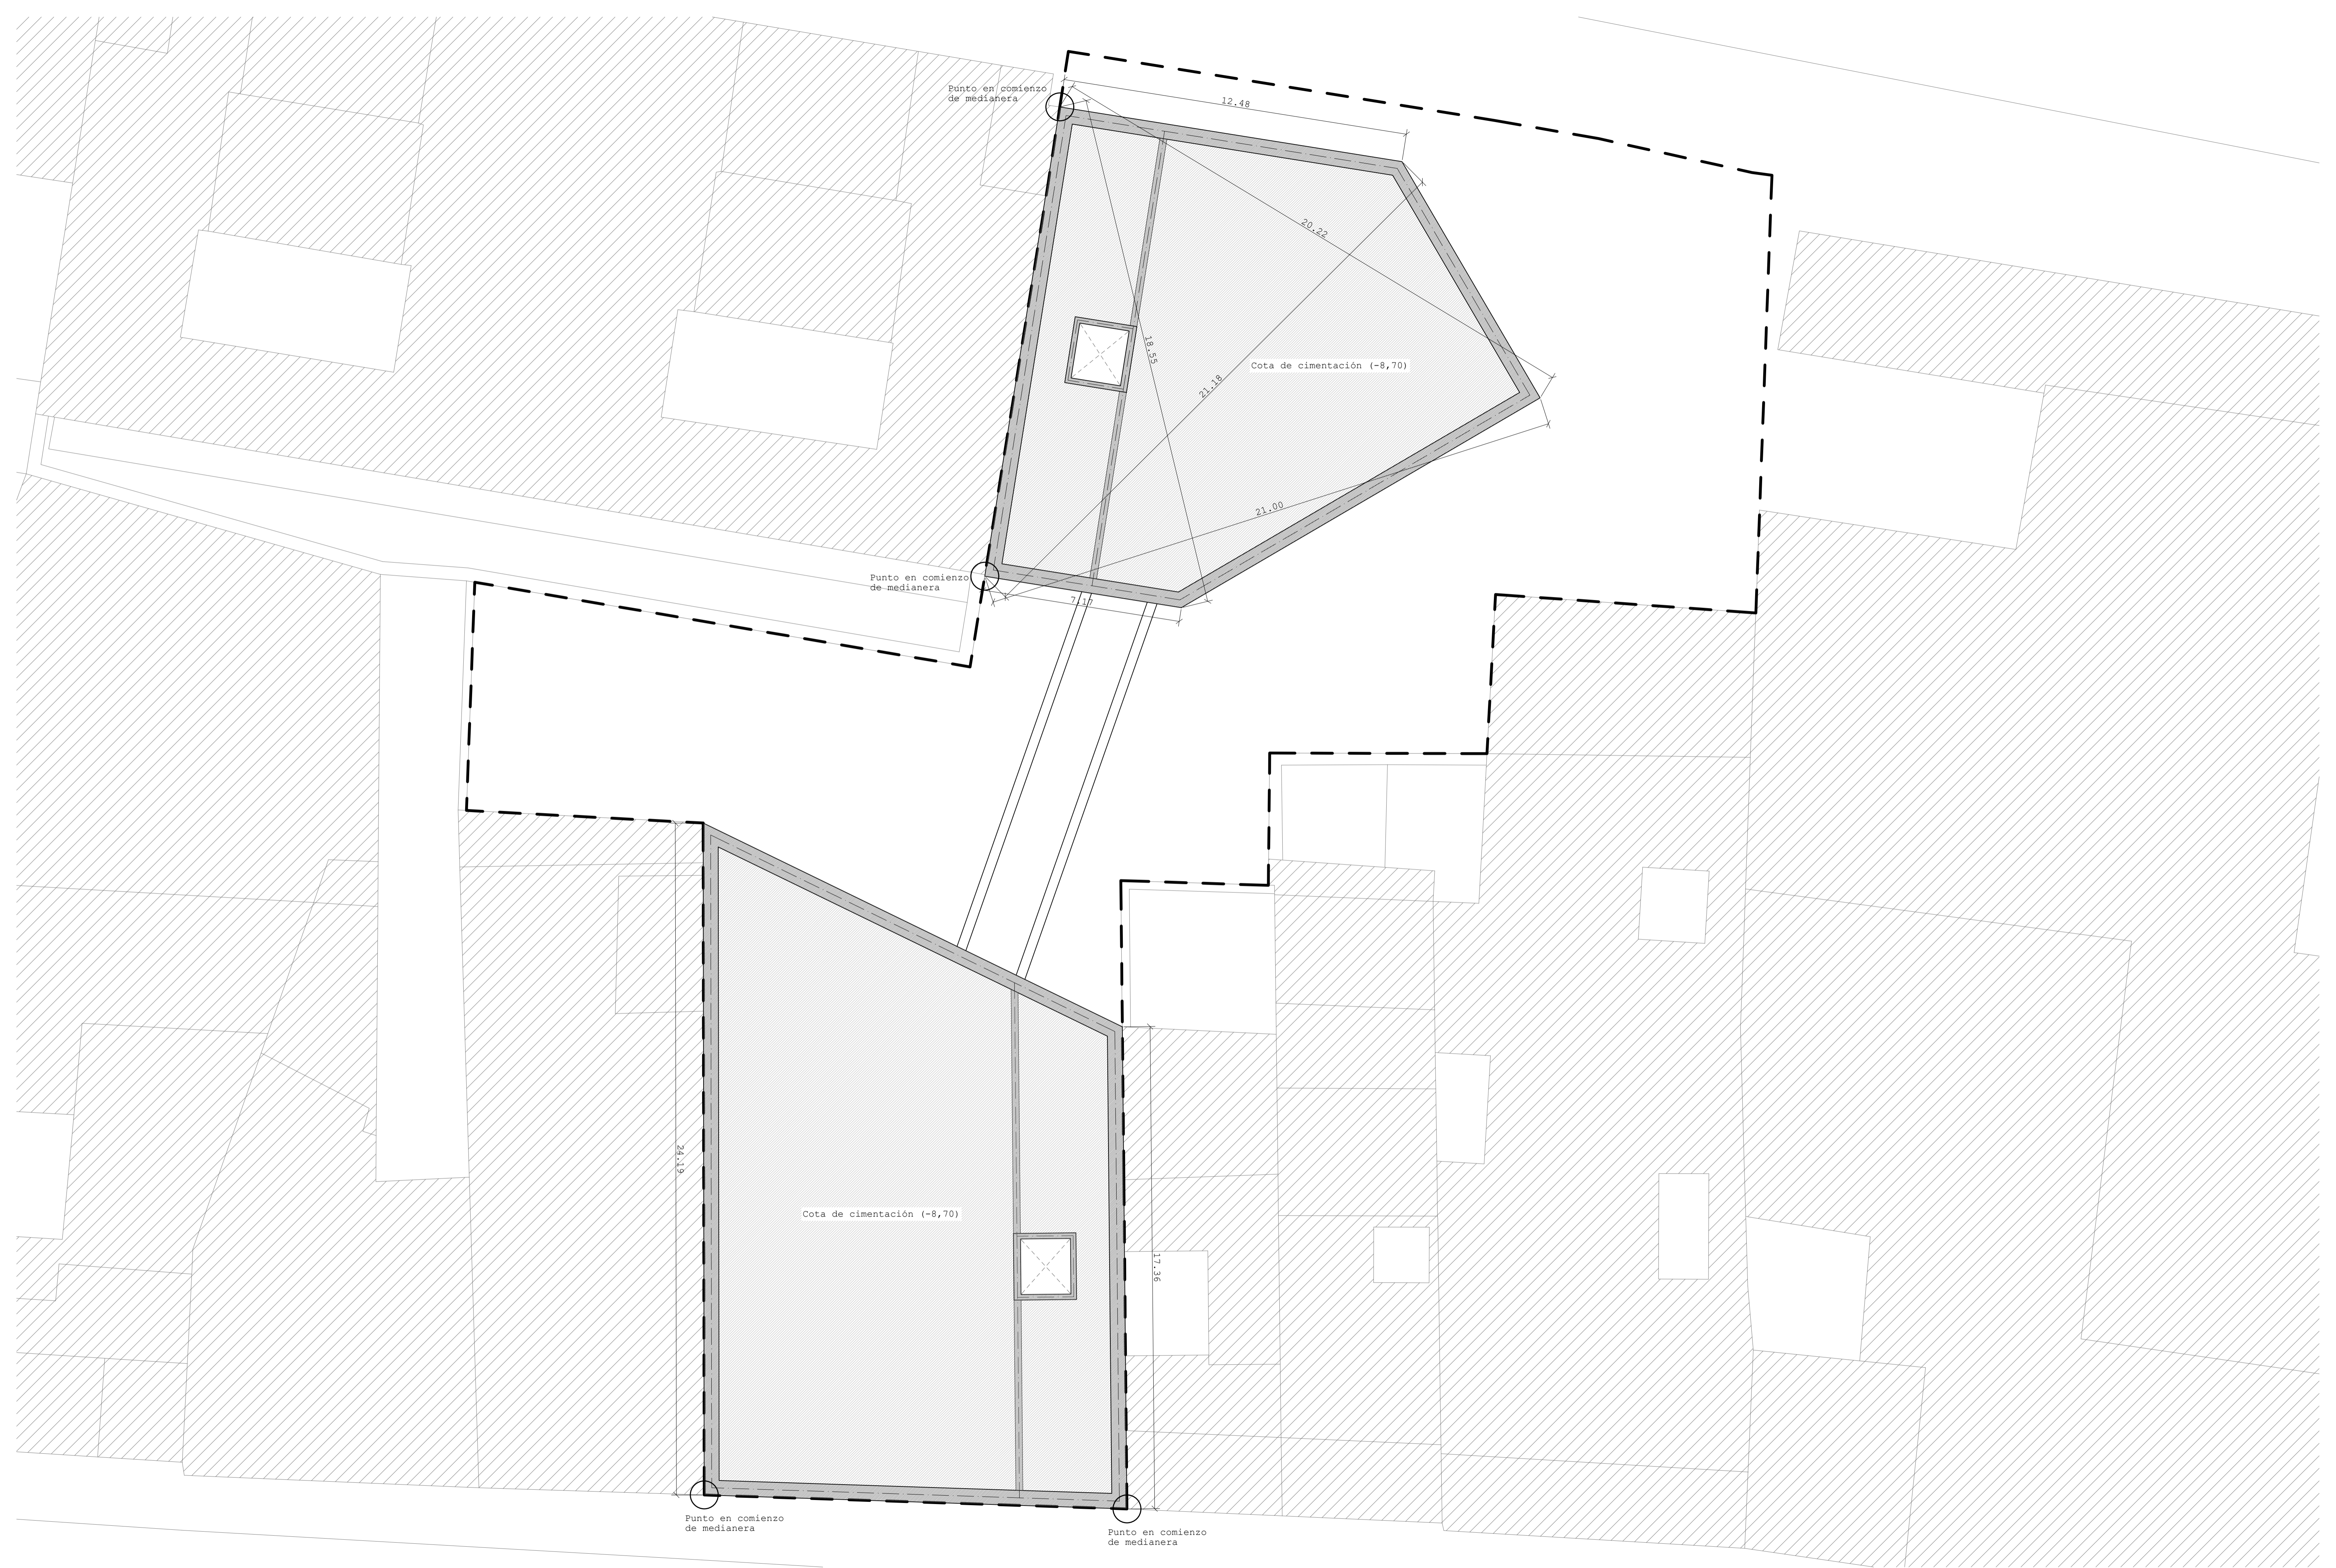 Punto en comienzo
de medianera
12.48
20.22
18.55
Cota de cimentación (-8,70)
21.18
21.00
Punto en comienzo
de medianera
7.17
24.19
Cota de cimentación (-8,70)
17.36
Punto en comienzo
de medianera
Punto en comienzo
de medianera